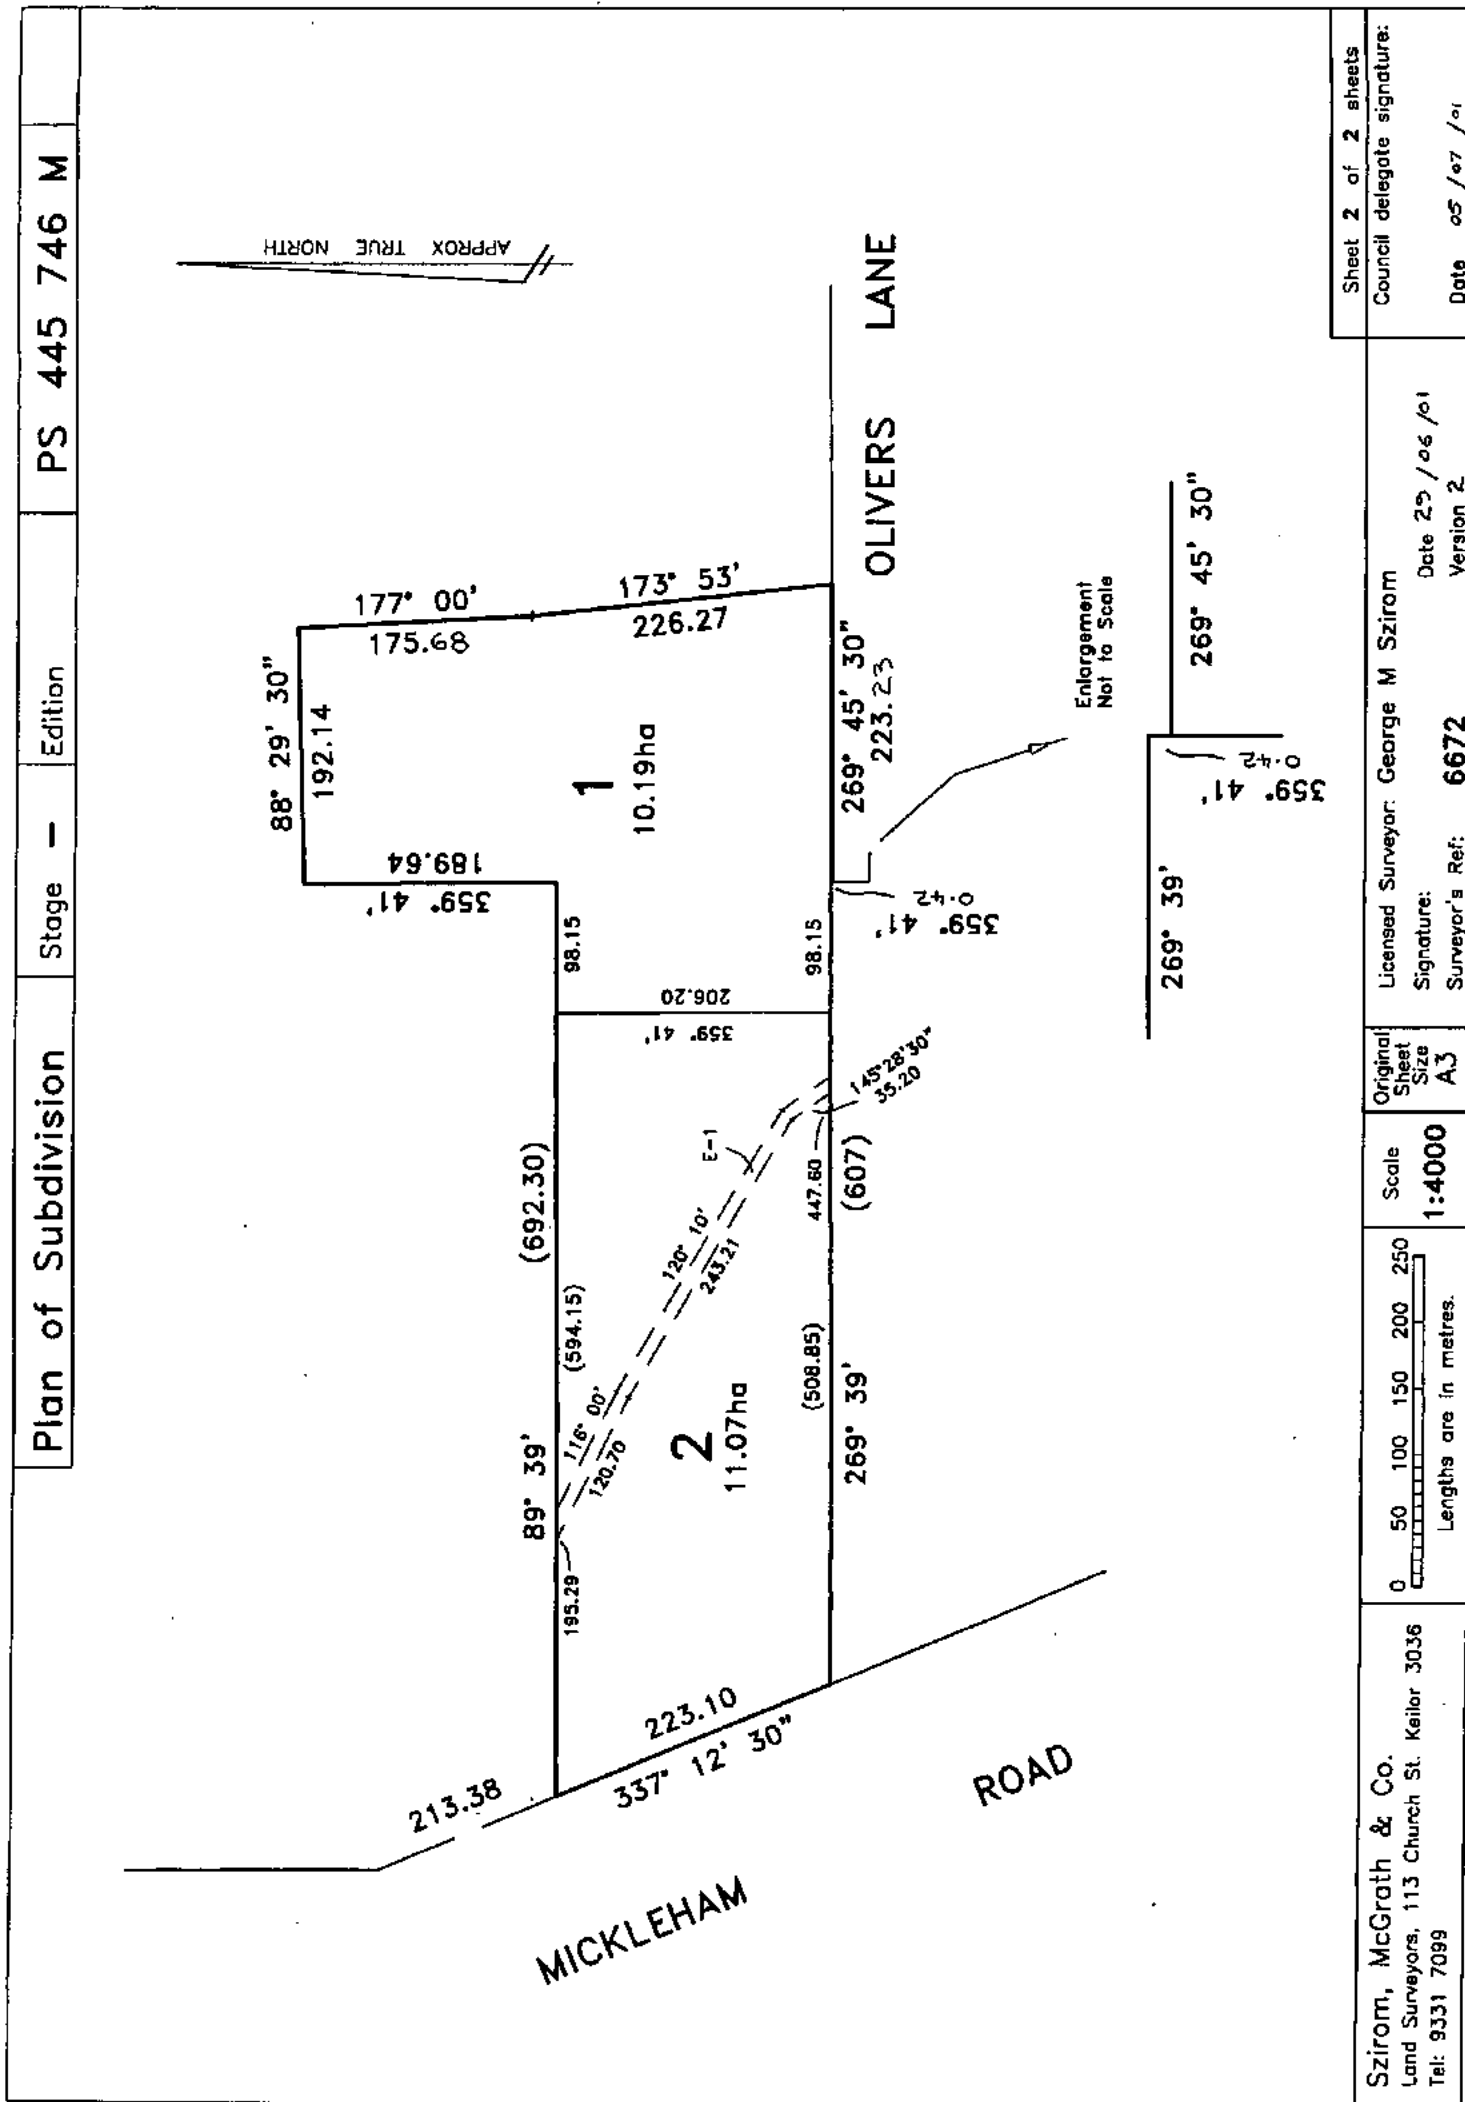 Plan of Subdivision
Stage —
Edition
PS 445 746 M
APPROX TRUE NORTH
88° 29' 30"
192.14
177° 00'
175.68
173° 53'
226.27
359° 41'
189.64
1
10.19ha
98.15
98.15
OLIVERS LANE
269° 45' 30"
223.23
359° 41'
0.42
359° 41'
206.20
89° 39'
(692.30)
(594.15)
195.29
116° 00'
120.70
120° 10'
243.21
E-1
145°28'30"
35.20
2
11.07ha
447.60
(508.85)
(607)
269° 39'
213.38
223.10
337° 12' 30"
MICKLEHAM ROAD
Enlargement
Not to Scale
269° 39'
269° 45' 30"
359° 41'
0.42
Szirom, McGrath & Co.
Land Surveyors, 113 Church St. Keilor 3036
Tel: 9331 7099
0 50 100 150 200 250
Lengths are in metres.
Scale
1:4000
Original
Sheet
Size
A3
Licensed Surveyor: George M Szirom
Signature:
Date /06/01
Surveyor's Ref: 6672
Version 2
Sheet 2 of 2 sheets
Council delegate signature:
Date 05/07/01